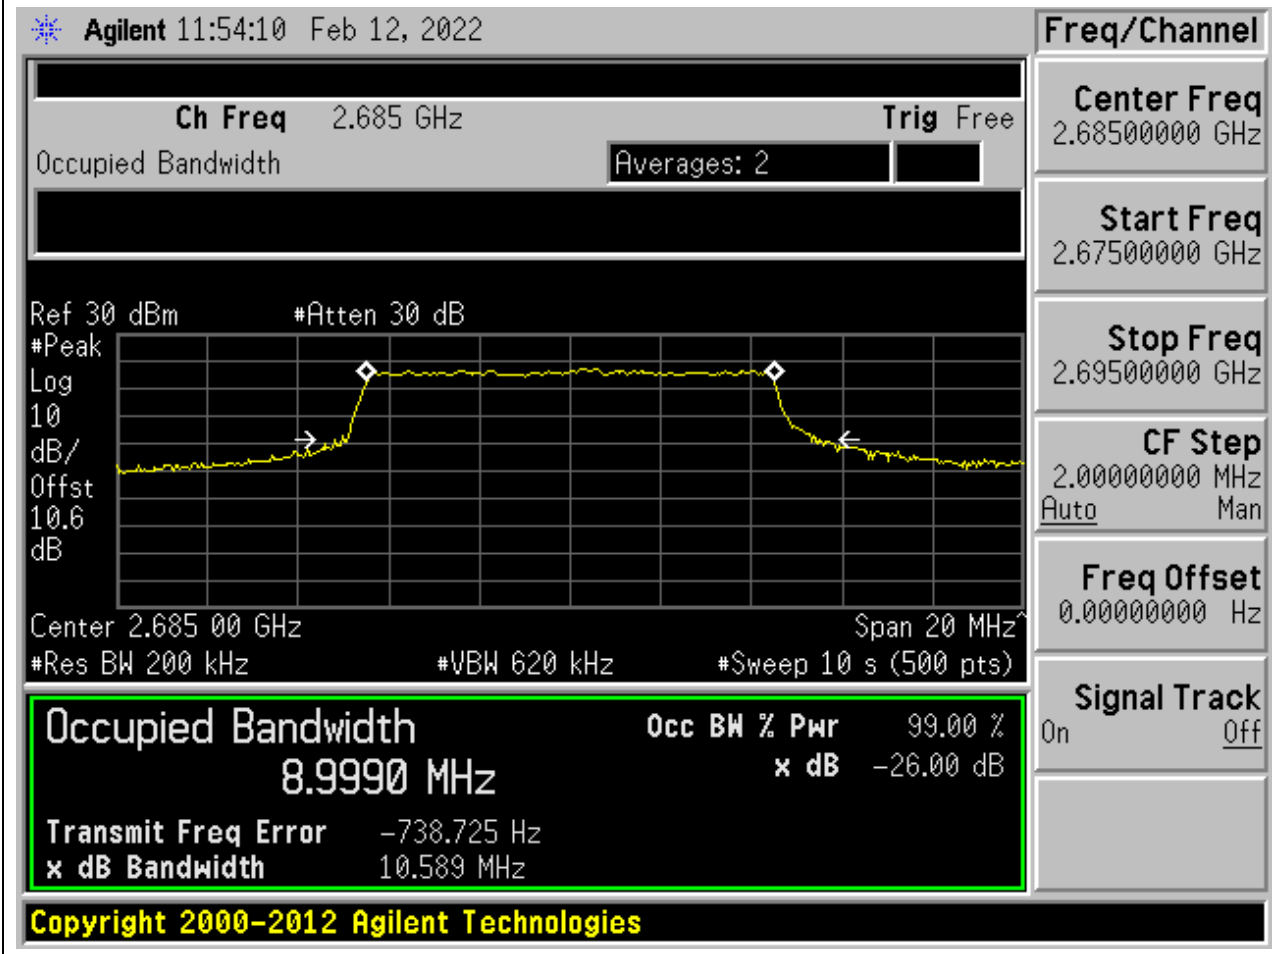 Agilent 11:54:10 Feb 12, 2022
Freq/Channel
Ch Freq 2.685 GHz Trig Free
Occupied Bandwidth Averages: 2
Center Freq
2.68500000 GHz
Start Freq
2.67500000 GHz
Stop Freq
2.69500000 GHz
CF Step
2.00000000 MHz
Auto Man
Freq Offset
0.00000000 Hz
Signal Track
On Off
Ref 30 dBm #Atten 30 dB
#Peak
Log
10
dB/
Offst
10.6
dB
Center 2.685 00 GHz Span 20 MHz^
#Res BW 200 kHz #VBW 620 kHz #Sweep 10 s (500 pts)
Occupied Bandwidth
8.9990 MHz
Occ BW % Pwr 99.00 %
x dB -26.00 dB
Transmit Freq Error -738.725 Hz
x dB Bandwidth 10.589 MHz
Copyright 2000-2012 Agilent Technologies